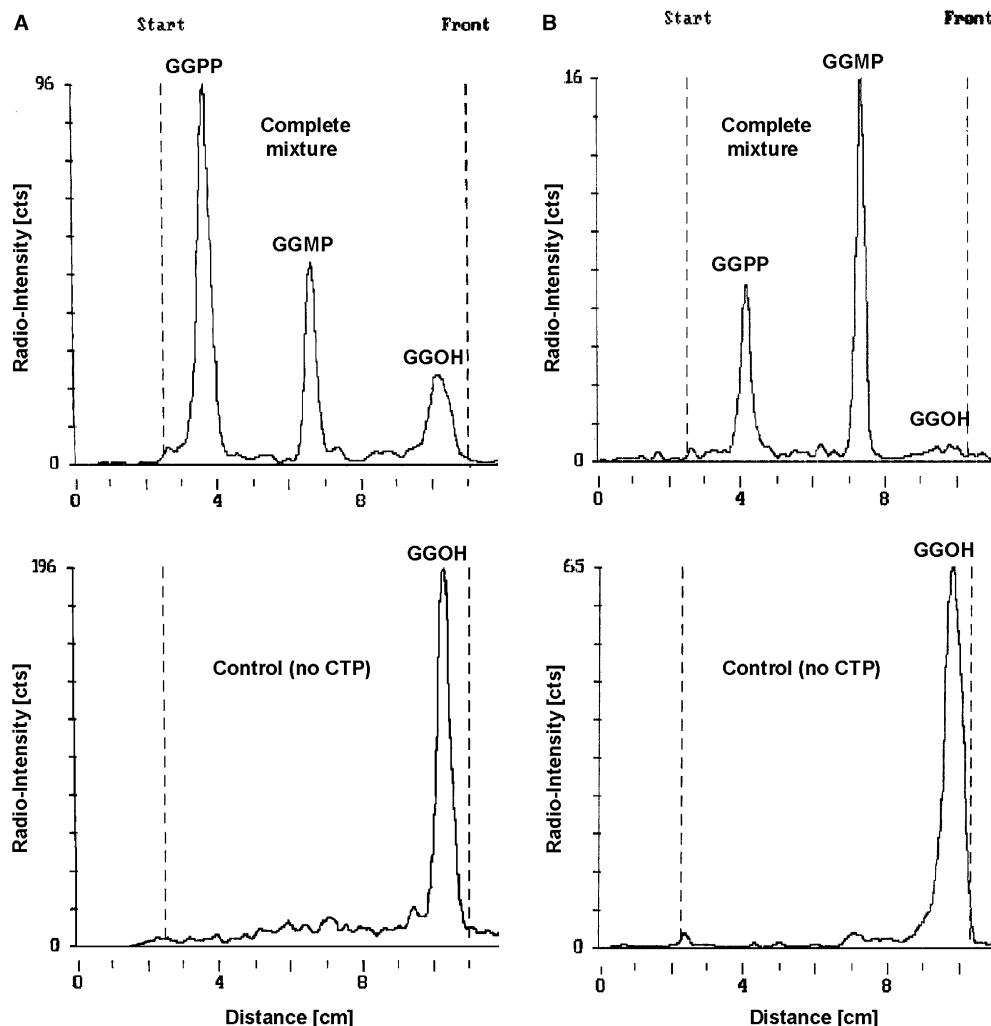 A
Start
Front
GGPP
96
Complete
mixture
GGMP
GGOH
Radio-Intensity [cts]
0
0 4 8
196
GGOH
Control (no CTP)
Radio-Intensity [cts]
0
0 4 8
Distance [cm]
B
Start
Front
GGMP
16
Complete
mixture
GGPP
GGOH
Radio-Intensity [cts]
0
0 4 8
65
GGOH
Control (no CTP)
Radio-Intensity [cts]
0
0 4 8
Distance [cm]